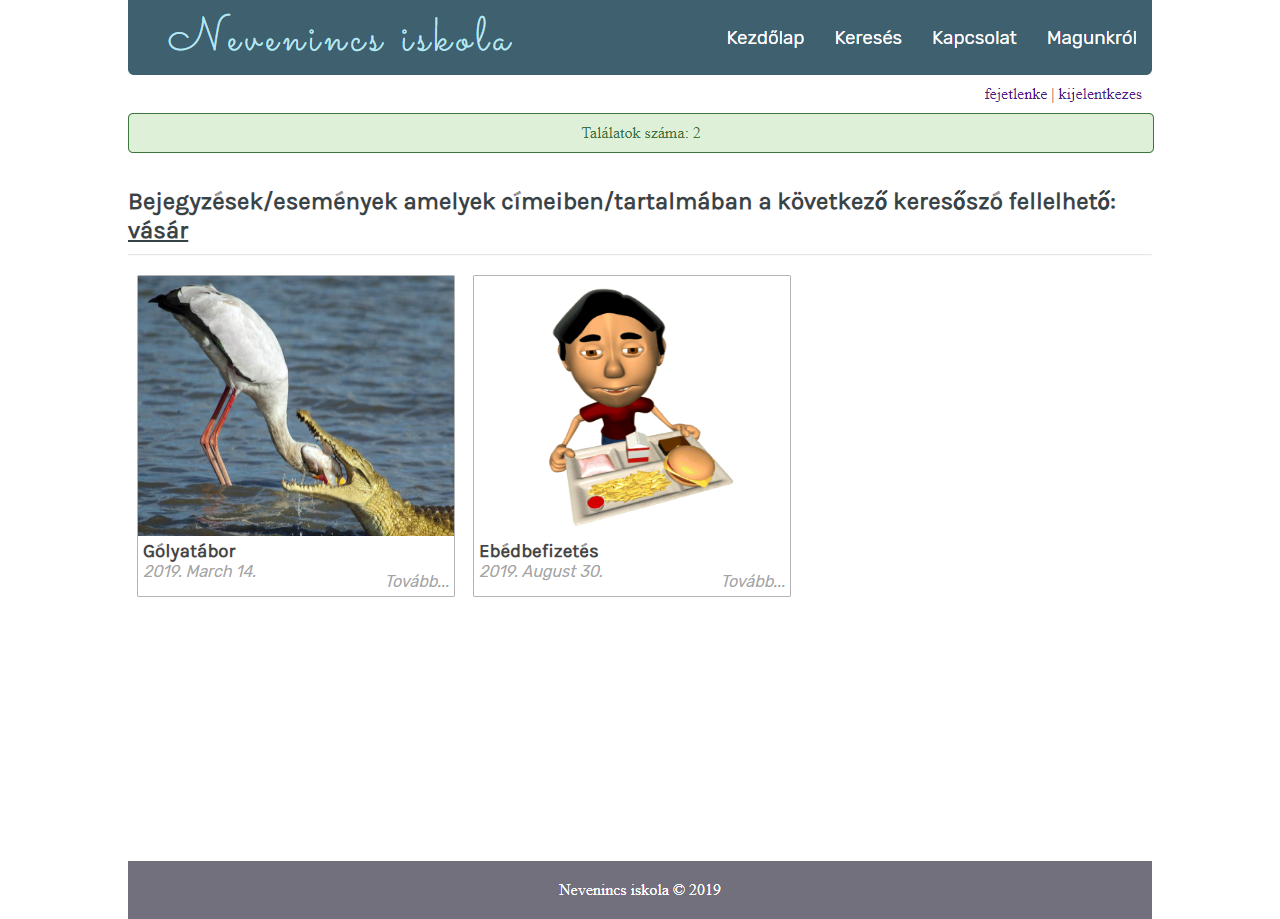 Nevenincs iskola
Kezdőlap Keresés Kapcsolat Magunkról
fejetlenke | kijelentkezes
Találatok száma: 2
Bejegyzések/események amelyek címeiben/tartalmában a következő keresőszó fellelhető:
vásár
Gólyatábor
2019. March 14.
Tovább...
Ebédbefizetés
2019. August 30.
Tovább...
Nevenincs iskola © 2019